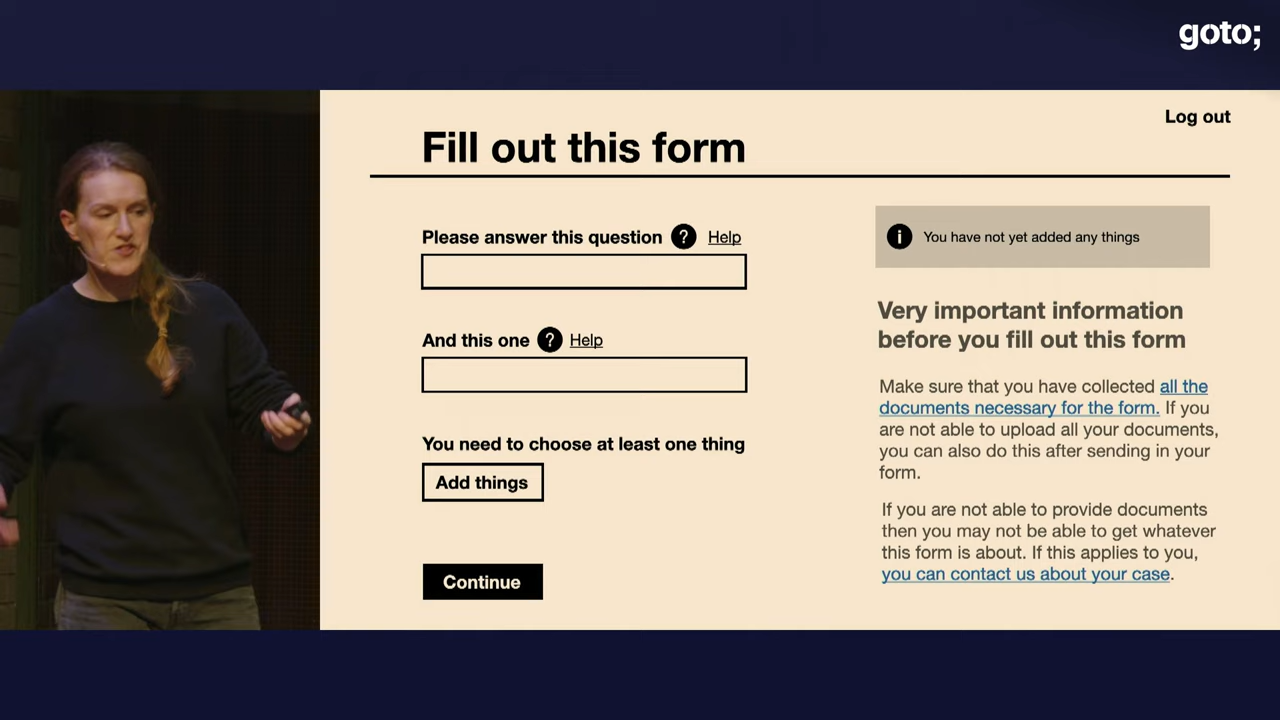 goto;
Log out
Fill out this form
Please answer this question ? Help
And this one ? Help
You need to choose at least one thing
Add things
Continue
i You have not yet added any things
Very important information
before you fill out this form
Make sure that you have collected all the
documents necessary for the form. If you
are not able to upload all your documents,
you can also do this after sending in your
form.
If you are not able to provide documents
then you may not be able to get whatever
this form is about. If this applies to you,
you can contact us about your case.